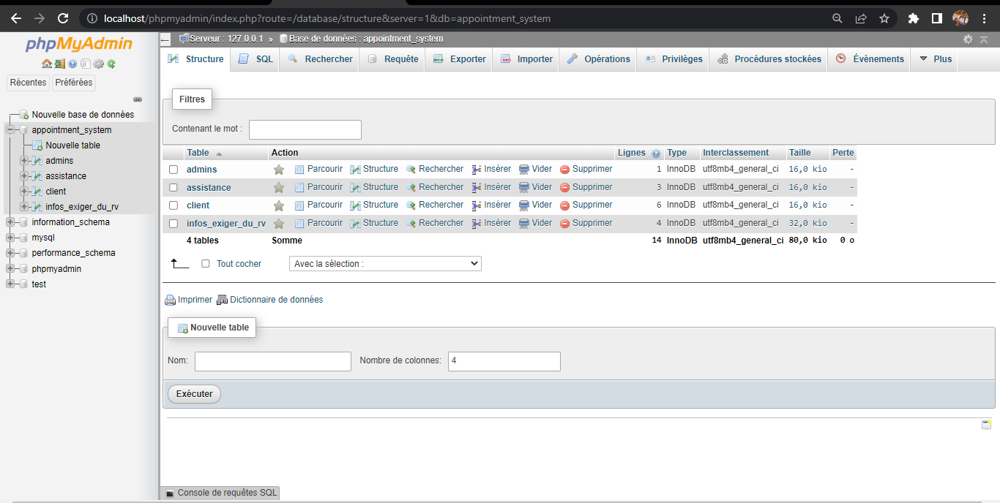 localhost/phpmyadmin/index.php?route=/database/structure&server=1&db=appointment_system
phpMyAdmin
Récentes Préférées
Nouvelle base de données
appointment_system
Nouvelle table
admins
assistance
client
infos_exiger_du_rv
information_schema
mysql
performance_schema
phpmyadmin
test
Serveur : 127.0.0.1 » Base de données : appointment_system
Structure SQL Rechercher Requête Exporter Importer Opérations Privilèges Procédures stockées Évènements Plus
Filtres
Contenant le mot :
Table Action Lignes Type Interclassement Taille Perte
admins Parcourir Structure Rechercher Insérer Vider Supprimer 1 InnoDB utf8mb4_general_ci 16,0 kio -
assistance Parcourir Structure Rechercher Insérer Vider Supprimer 3 InnoDB utf8mb4_general_ci 16,0 kio -
client Parcourir Structure Rechercher Insérer Vider Supprimer 6 InnoDB utf8mb4_general_ci 16,0 kio -
infos_exiger_du_rv Parcourir Structure Rechercher Insérer Vider Supprimer 4 InnoDB utf8mb4_general_ci 32,0 kio -
4 tables Somme 14 InnoDB utf8mb4_general_ci 80,0 kio 0 o
Tout cocher Avec la sélection :
Imprimer Dictionnaire de données
Nouvelle table
Nom: Nombre de colonnes: 4
Exécuter
Console de requêtes SQL